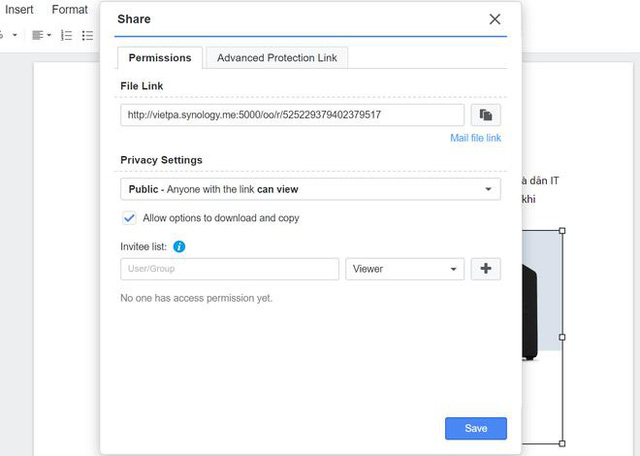 Insert Format
Share
Permissions
Advanced Protection Link
File Link
http://vietpa.synology.me:5000/oo/r/525229379402379517
Mail file link
Privacy Settings
Public - Anyone with the link can view
Allow options to download and copy
à dân IT
khi
Invitee list:
User/Group
Viewer
No one has access permission yet.
Save